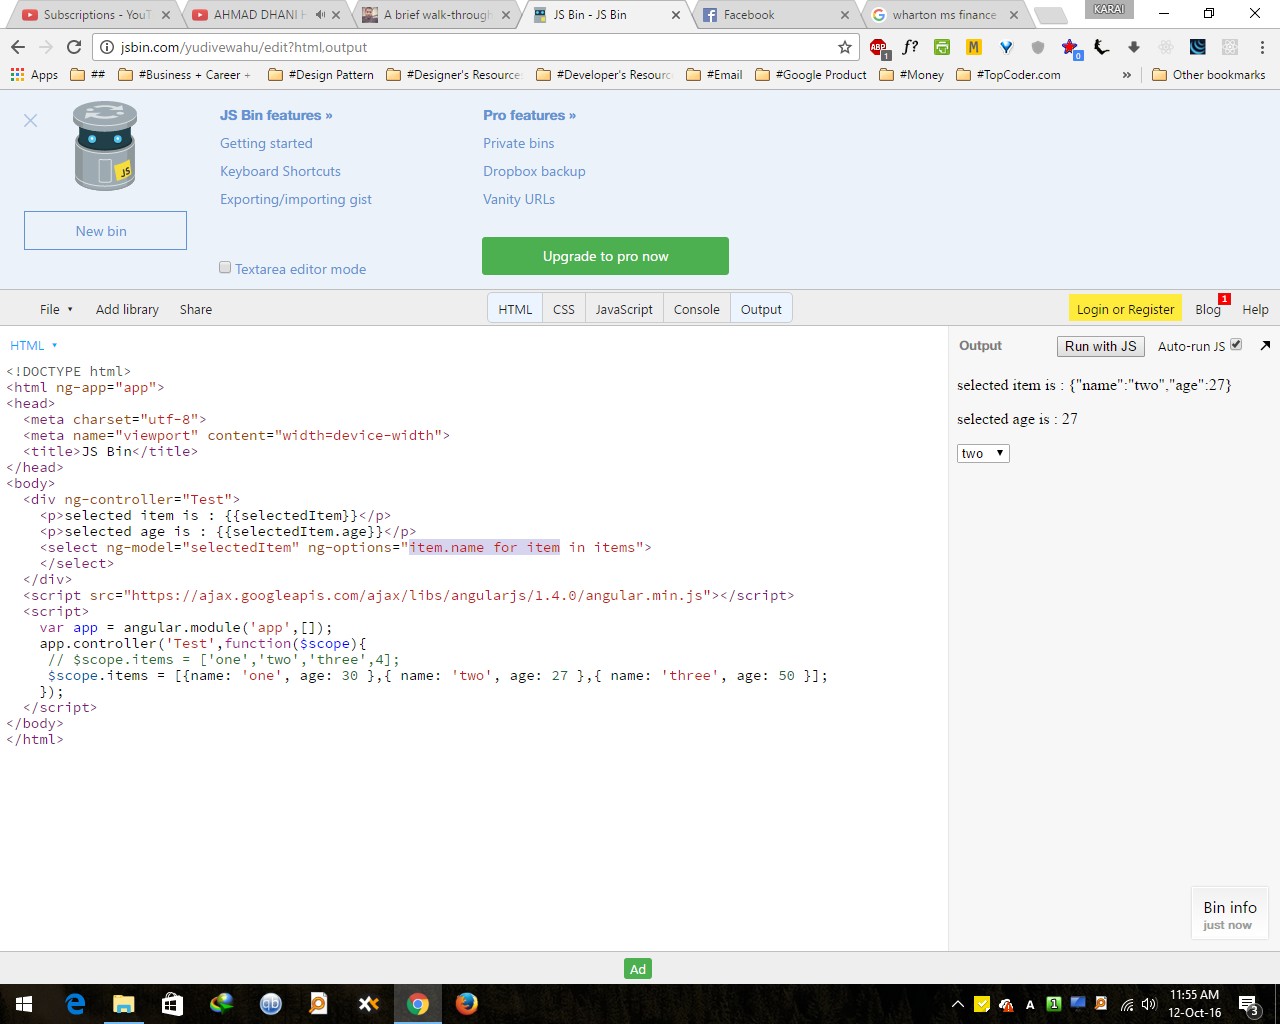 Subscriptions - YouT
AHMAD DHANI H
A brief walk-through
JS Bin - JS Bin
Facebook
wharton ms finance
KARAI
jsbin.com/yudivewahu/edit?html,output
ABP
1
f?
M
0
Apps
##
#Business + Career +
#Design Pattern
#Designer's Resource
#Developer's Resourc
#Email
#Google Product
#Money
#TopCoder.com
»
Other bookmarks
JS
New bin
JS Bin features »
Getting started
Keyboard Shortcuts
Exporting/importing gist
Textarea editor mode
Pro features »
Private bins
Dropbox backup
Vanity URLs
Upgrade to pro now
File
Add library
Share
HTML
CSS
JavaScript
Console
Output
Login or Register
Blog
1
Help
HTML
<!DOCTYPE html>
<html ng-app="app">
<head>
<meta charset="utf-8">
<meta name="viewport" content="width=device-width">
<title>JS Bin</title>
</head>
<body>
<div ng-controller="Test">
<p>selected item is : {{selectedItem}}</p>
<p>selected age is : {{selectedItem.age}}</p>
<select ng-model="selectedItem" ng-options="item.name for item in items">
</select>
</div>
<script src="https://ajax.googleapis.com/ajax/libs/angularjs/1.4.0/angular.min.js"></script>
<script>
var app = angular.module('app',[]);
app.controller('Test',function($scope){
// $scope.items = ['one','two','three',4];
$scope.items = [{name: 'one', age: 30 },{ name: 'two', age: 27 },{ name: 'three', age: 50 }];
});
</script>
</body>
</html>
Output
Run with JS
Auto-run JS
selected item is : {"name":"two","age":27}
selected age is : 27
two
Bin info
just now
Ad
qb
A
1
11:55 AM
12-Oct-16
3